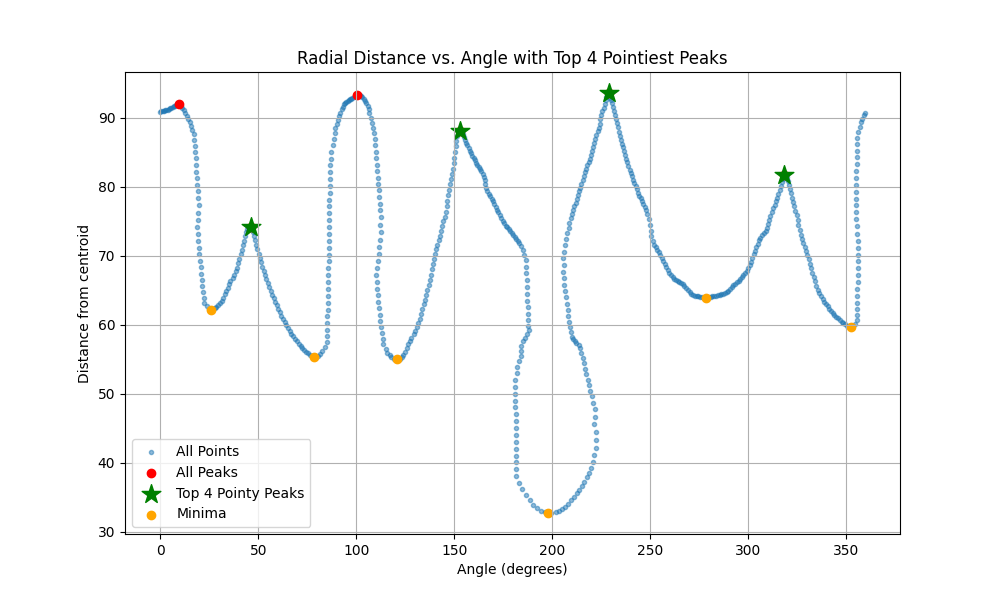 Radial Distance vs. Angle with Top 4 Pointiest Peaks
Distance from centroid
90
80
70
60
50
40
30
All Points
All Peaks
Top 4 Pointy Peaks
Minima
0 50 100 150 200 250 300 350
Angle (degrees)